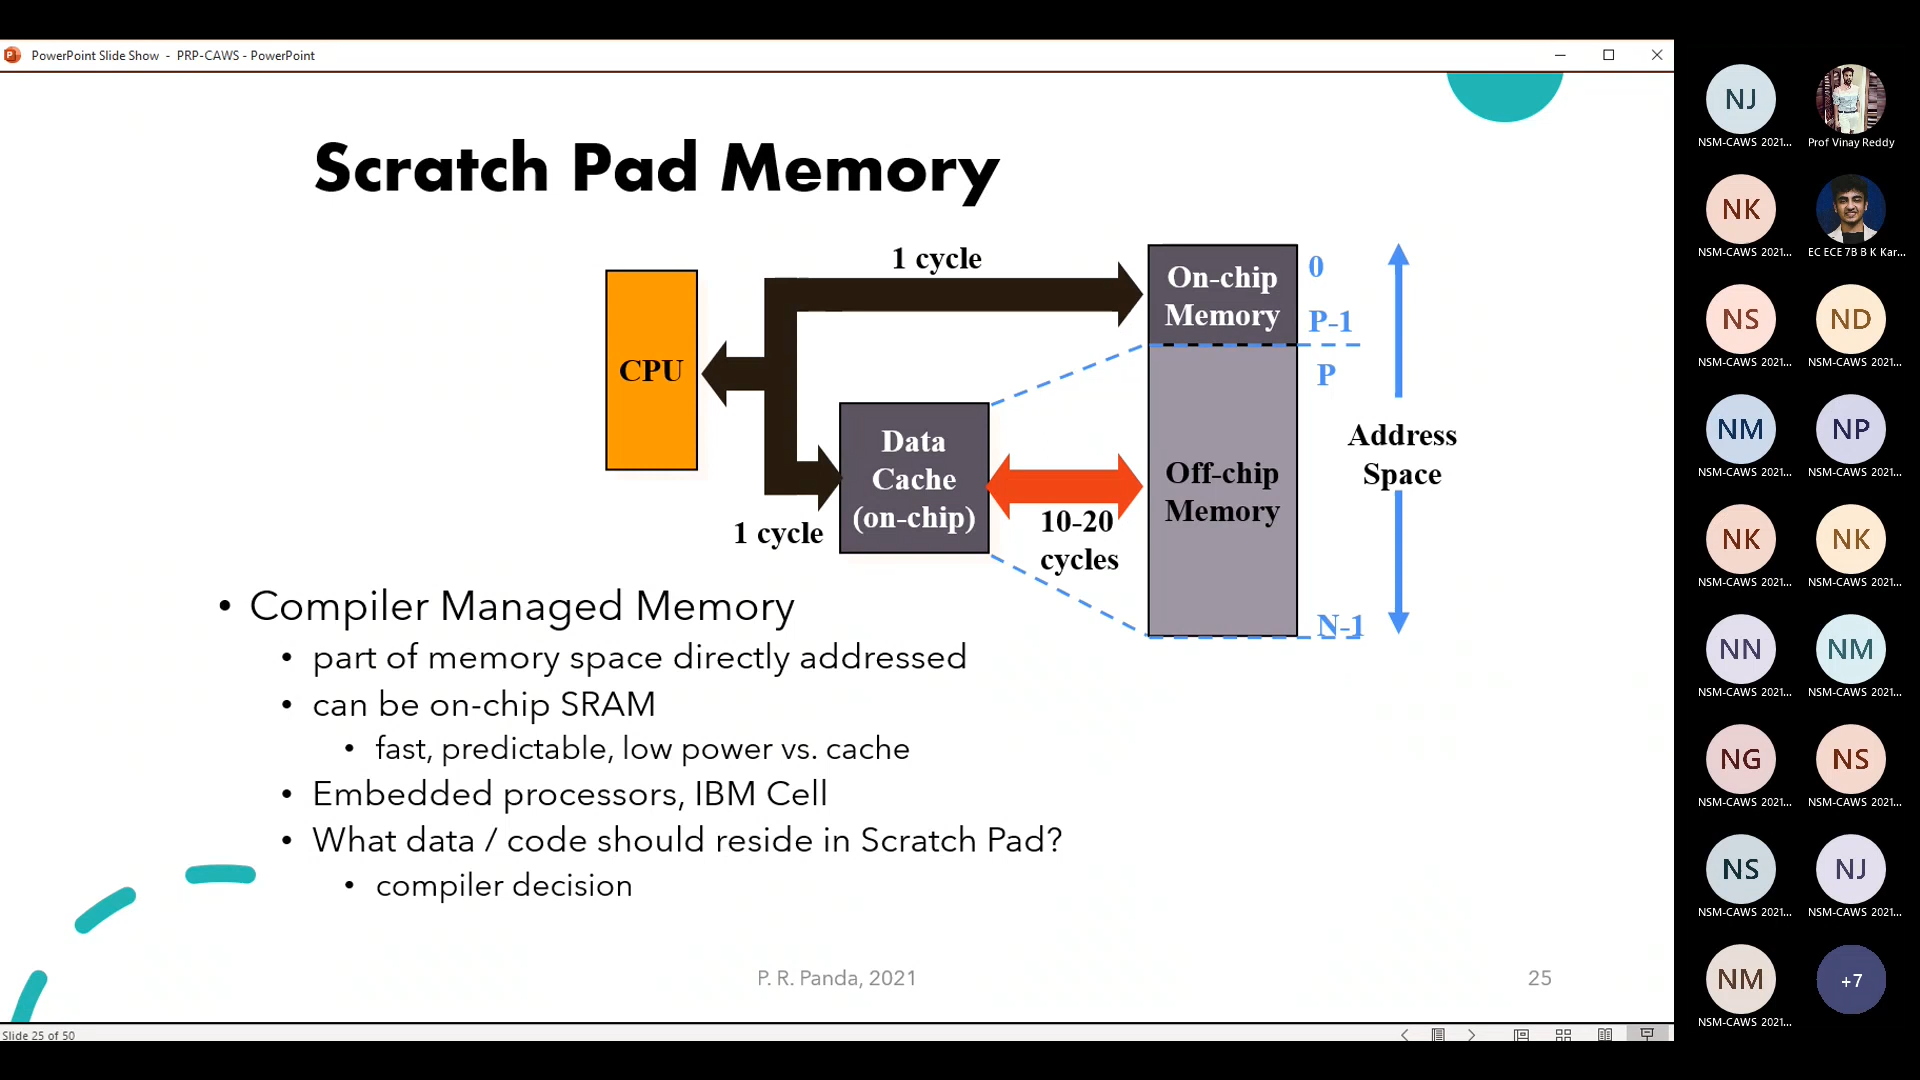 PowerPoint Slide Show - PRP-CAWS - PowerPoint
Scratch Pad Memory
1 cycle
CPU
On-chip
Memory
0
P-1
P
Data
Cache
(on-chip)
1 cycle
10-20
cycles
Off-chip
Memory
Address
Space
N-1
• Compiler Managed Memory
• part of memory space directly addressed
• can be on-chip SRAM
• fast, predictable, low power vs. cache
• Embedded processors, IBM Cell
• What data / code should reside in Scratch Pad?
• compiler decision
P. R. Panda, 2021
25
Slide 25 of 50
NJ
NSM-CAWS 2021...
Prof Vinay Reddy
NK
NSM-CAWS 2021...
EC ECE 7B B K Kar...
NS
NSM-CAWS 2021...
ND
NSM-CAWS 2021...
NM
NSM-CAWS 2021...
NP
NSM-CAWS 2021...
NK
NSM-CAWS 2021...
NK
NSM-CAWS 2021...
NN
NSM-CAWS 2021...
NM
NSM-CAWS 2021...
NG
NSM-CAWS 2021...
NS
NSM-CAWS 2021...
NS
NSM-CAWS 2021...
NJ
NSM-CAWS 2021...
NM
NSM-CAWS 2021...
+7